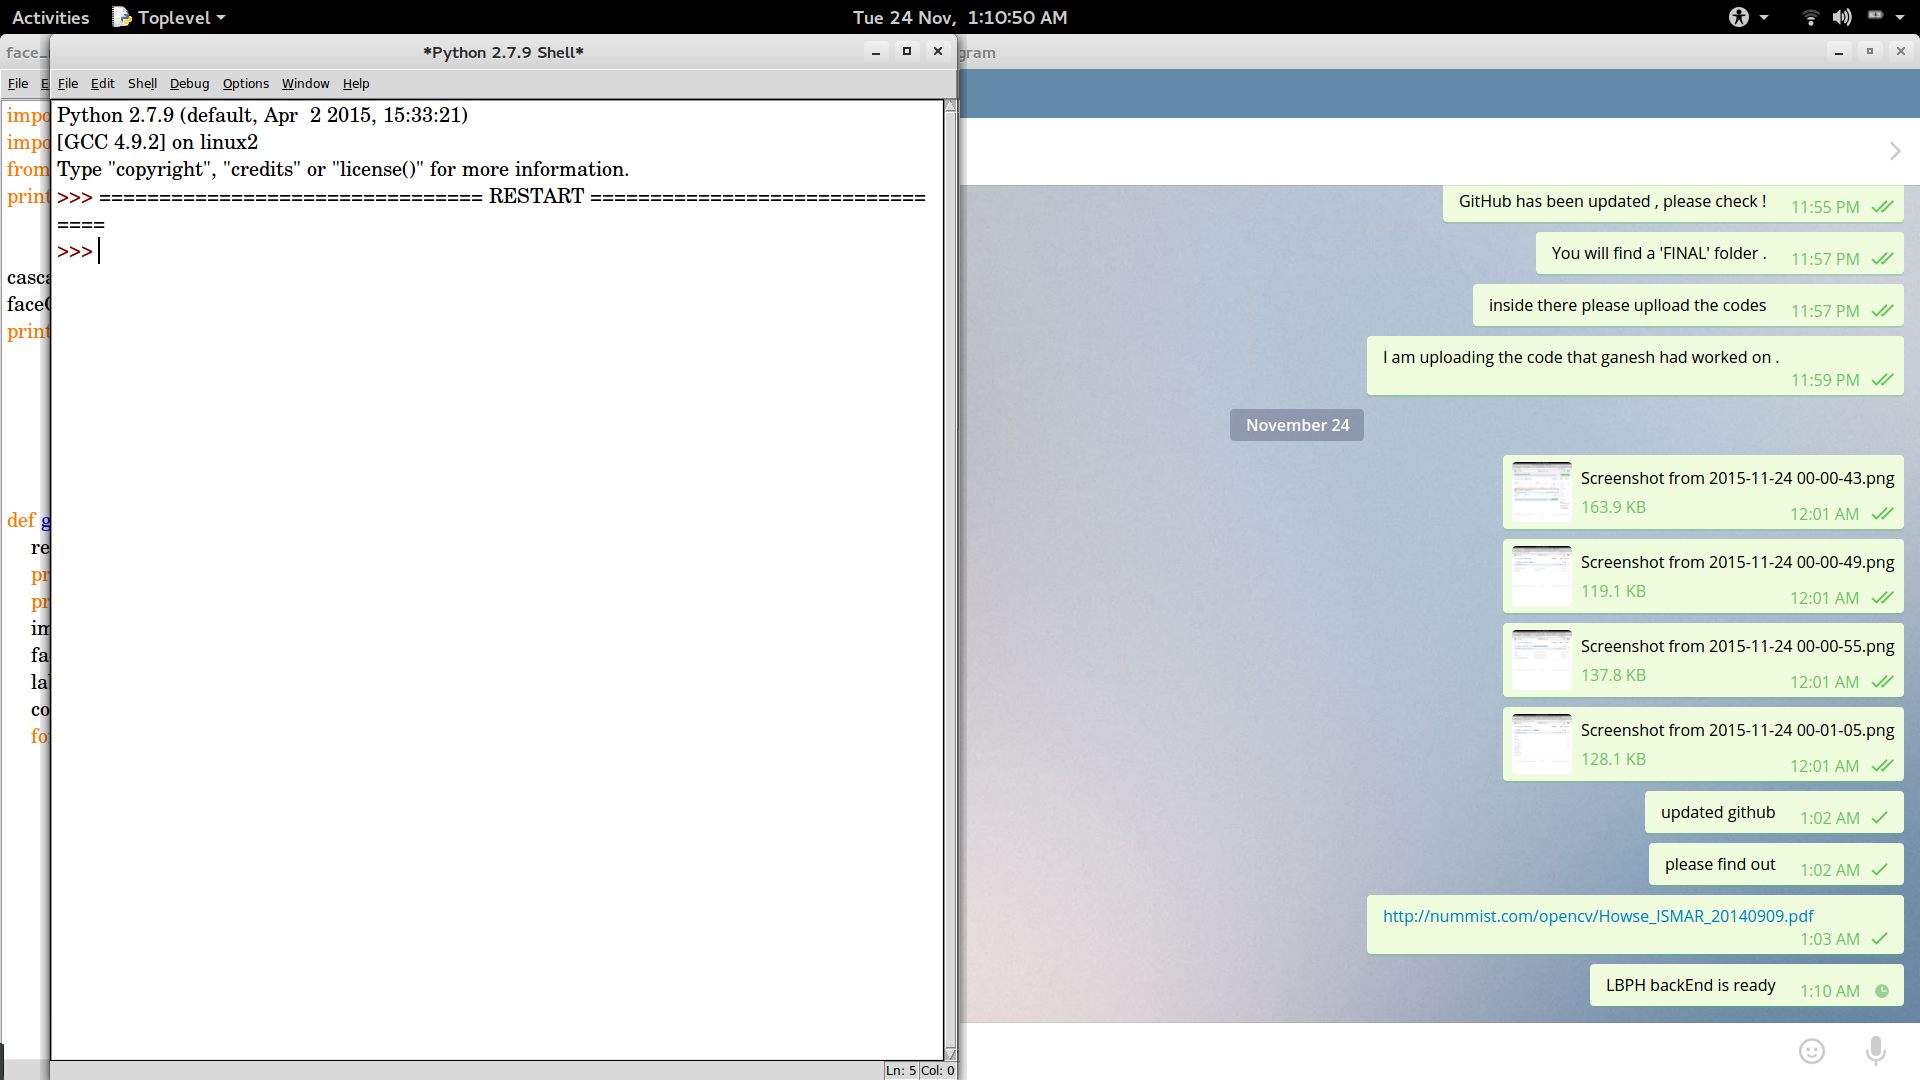 Activities Toplevel Tue 24 Nov, 1:10:50 AM
face_
*Python 2.7.9 Shell*
gram
File E
File Edit Shell Debug Options Window Help
impo
impo
from
print
casca
print
def g
re
pr
pr
im
fa
la
co
fo
Python 2.7.9 (default, Apr 2 2015, 15:33:21)
[GCC 4.9.2] on linux2
Type "copyright", "credits" or "license()" for more information.
>>> ================================ RESTART ============================
====
>>>
Ln: 5 Col: 0
GitHub has been updated , please check ! 11:55 PM
You will find a 'FINAL' folder . 11:57 PM
inside there please uplload the codes 11:57 PM
I am uploading the code that ganesh had worked on .
11:59 PM
November 24
Screenshot from 2015-11-24 00-00-43.png
163.9 KB
12:01 AM
Screenshot from 2015-11-24 00-00-49.png
119.1 KB
12:01 AM
Screenshot from 2015-11-24 00-00-55.png
137.8 KB
12:01 AM
Screenshot from 2015-11-24 00-01-05.png
128.1 KB
12:01 AM
updated github 1:02 AM
please find out 1:02 AM
http://nummist.com/opencv/Howse_ISMAR_20140909.pdf
1:03 AM
LBPH backEnd is ready 1:10 AM